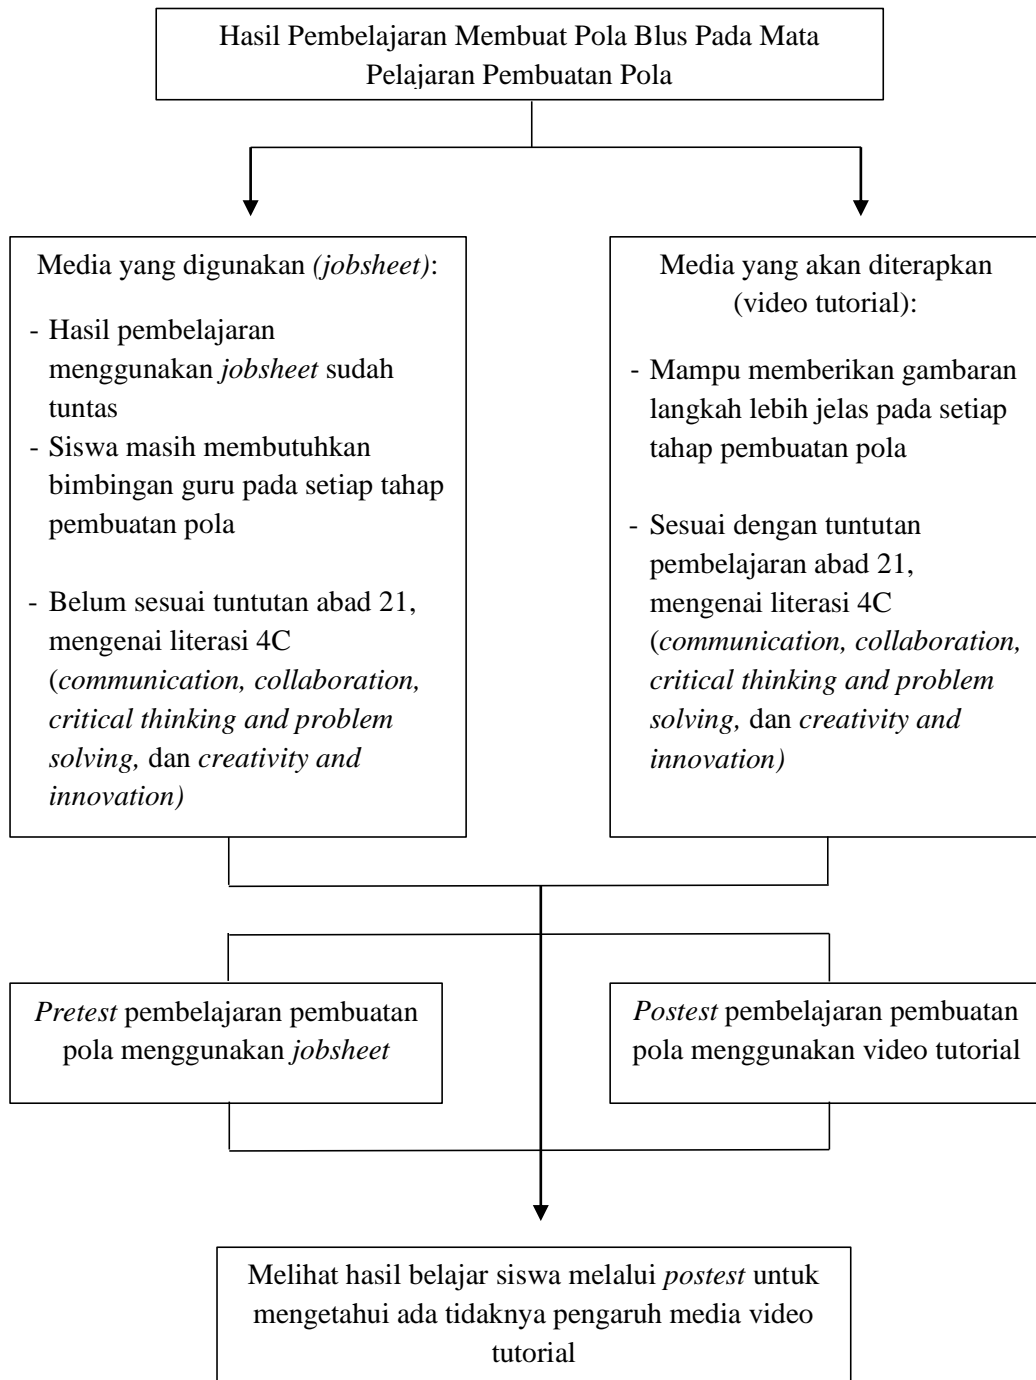 Hasil Pembelajaran Membuat Pola Blus Pada Mata
Pelajaran Pembuatan Pola
Media yang digunakan (jobsheet):
- Hasil pembelajaran
menggunakan jobsheet sudah
tuntas
- Siswa masih membutuhkan
bimbingan guru pada setiap tahap
pembuatan pola
- Belum sesuai tuntutan abad 21,
mengenai literasi 4C
(communication, collaboration,
critical thinking and problem
solving, dan creativity and
innovation)
Media yang akan diterapkan
(video tutorial):
- Mampu memberikan gambaran
langkah lebih jelas pada setiap
tahap pembuatan pola
- Sesuai dengan tuntutan
pembelajaran abad 21,
mengenai literasi 4C
(communication, collaboration,
critical thinking and problem
solving, dan creativity and
innovation)
Pretest pembelajaran pembuatan
pola menggunakan jobsheet
Postest pembelajaran pembuatan
pola menggunakan video tutorial
Melihat hasil belajar siswa melalui postest untuk
mengetahui ada tidaknya pengaruh media video
tutorial